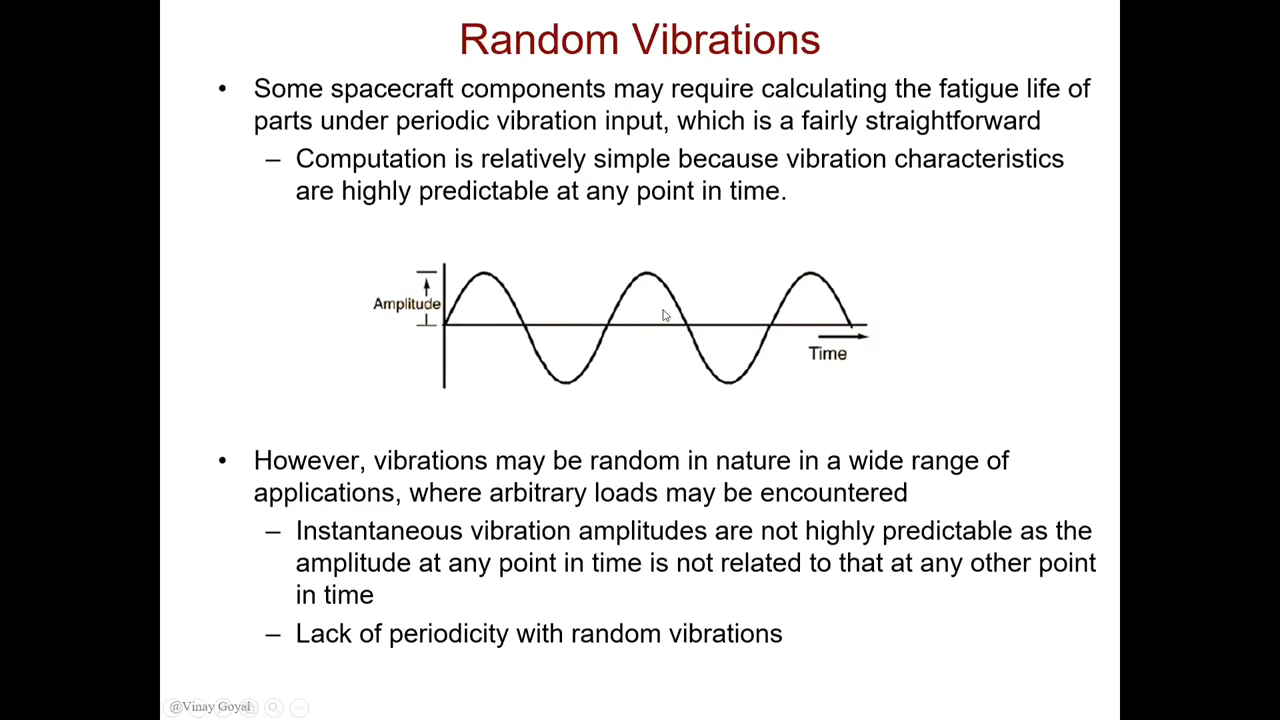 Random Vibrations
• Some spacecraft components may require calculating the fatigue life of
parts under periodic vibration input, which is a fairly straightforward
– Computation is relatively simple because vibration characteristics
are highly predictable at any point in time.
Amplitude
Time
• However, vibrations may be random in nature in a wide range of
applications, where arbitrary loads may be encountered
– Instantaneous vibration amplitudes are not highly predictable as the
amplitude at any point in time is not related to that at any other point
in time
– Lack of periodicity with random vibrations
@Vinay Goyal